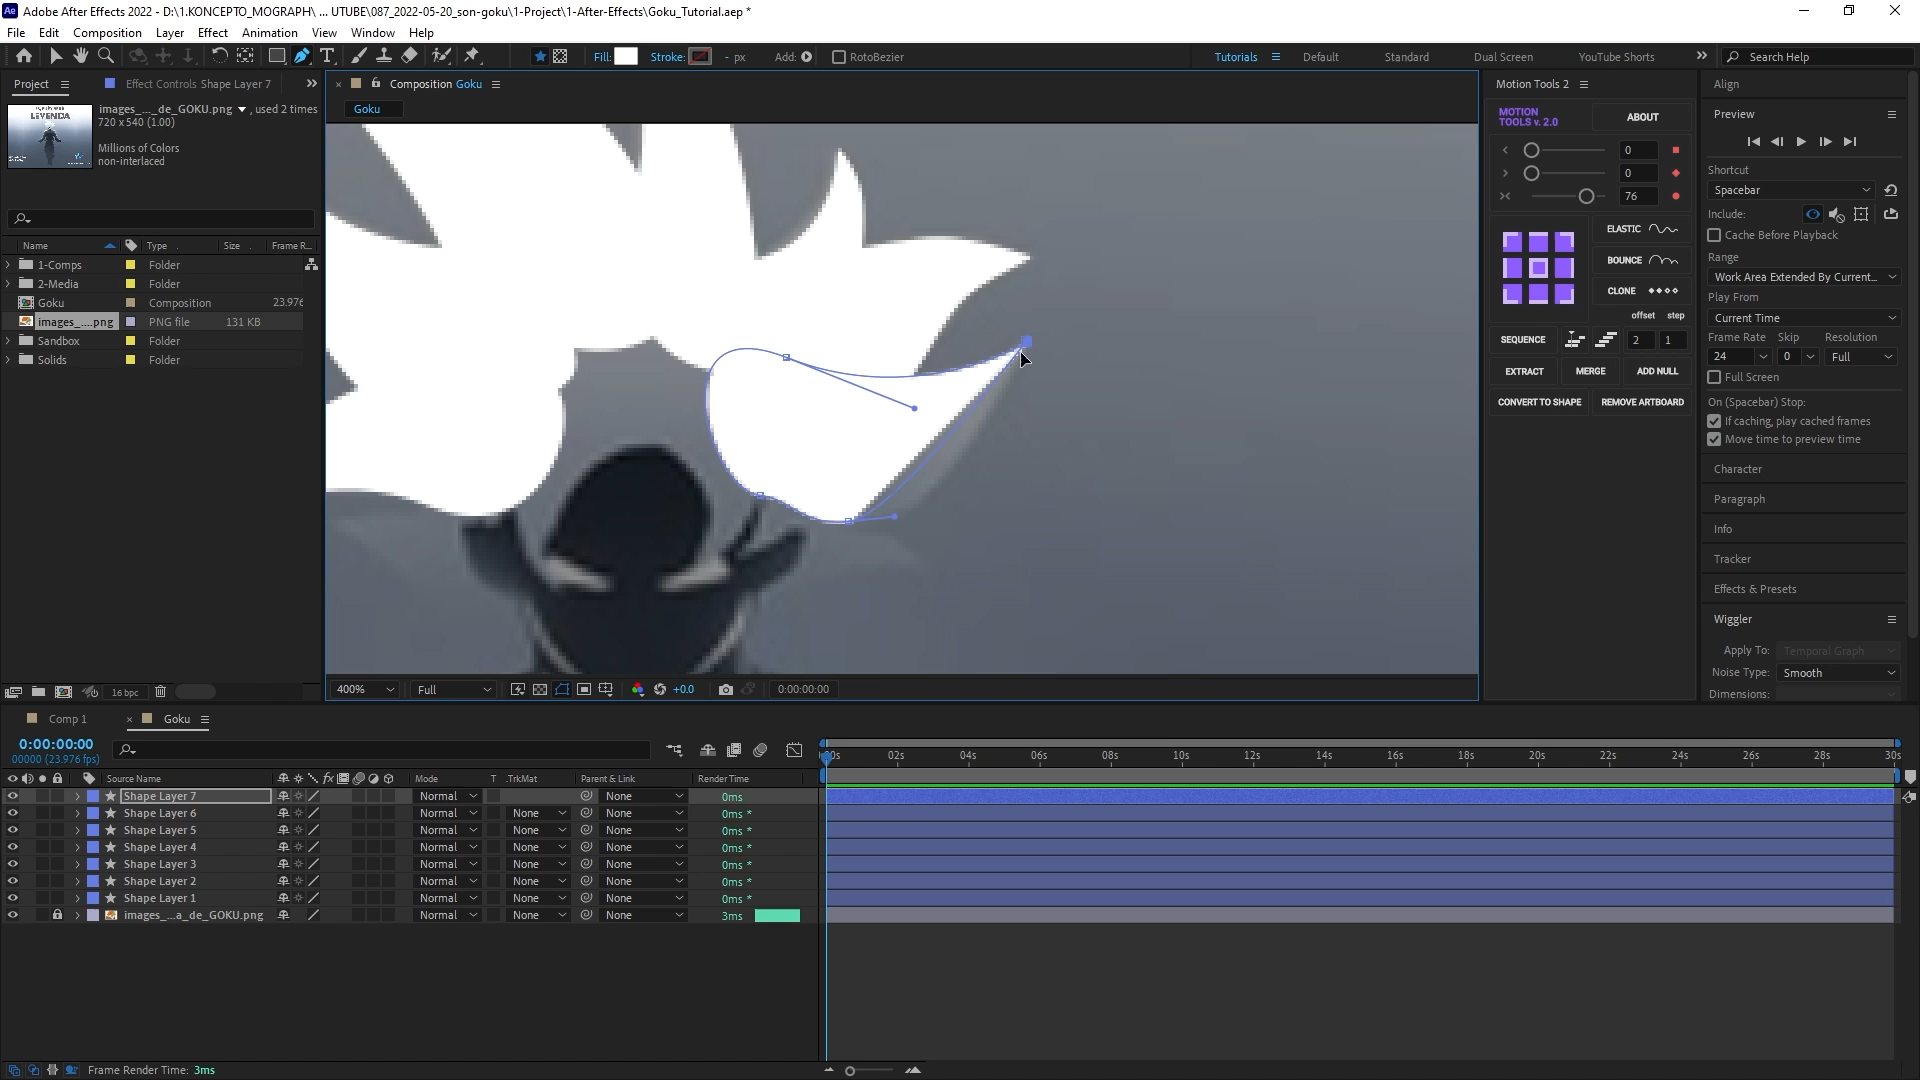 Adobe After Effects 2022 - D:\1.KONCEPTO_MOGRAPH\ ... UTUBE\087_2022-05-20_son-goku\1-Project\1-After-Effects\Goku_Tutorial.aep *
File Edit Composition Layer Effect Animation View Window Help
Fill: Stroke: - px Add: RotoBezier Tutorials Default Standard Dual Screen YouTube Shorts Search Help
Project Effect Controls Shape Layer 7
Composition Goku
Goku
images_..._de_GOKU.png , used 2 times
720 x 540 (1.00)
Millions of Colors
non-interlaced
LEYENDA
Name Type Size Frame R...
1-Comps Folder
2-Media Folder
Goku Composition 23.976
images_....png PNG file 131 KB
Sandbox Folder
Solids Folder
16 bpc
400% Full +0.0 0:00:00:00
Motion Tools 2
MOTION
TOOLS v. 2.0
ABOUT
0
0
76
ELASTIC
BOUNCE
CLONE
offset step
SEQUENCE 2 1
EXTRACT MERGE ADD NULL
CONVERT TO SHAPE REMOVE ARTBOARD
Align
Preview
Shortcut
Spacebar
Include:
Cache Before Playback
Range
Work Area Extended By Current...
Play From
Current Time
Frame Rate Skip Resolution
24 0 Full
Full Screen
On (Spacebar) Stop:
If caching, play cached frames
Move time to preview time
Character
Paragraph
Info
Tracker
Effects & Presets
Wiggler
Apply To: Temporal Graph
Noise Type: Smooth
Dimensions:
Comp 1 Goku
0:00:00:00
00000 (23.976 fps)
Source Name Mode T .TrkMat Parent & Link Render Time
02s 04s 06s 08s 10s 12s 14s 16s 18s 20s 22s 24s 26s 28s 30s
Shape Layer 7 Normal None 0ms
Shape Layer 6 Normal None None 0ms *
Shape Layer 5 Normal None None 0ms *
Shape Layer 4 Normal None None 0ms *
Shape Layer 3 Normal None None 0ms *
Shape Layer 2 Normal None None 0ms *
Shape Layer 1 Normal None None 0ms *
images_...a_de_GOKU.png Normal None None 3ms
Frame Render Time: 3ms